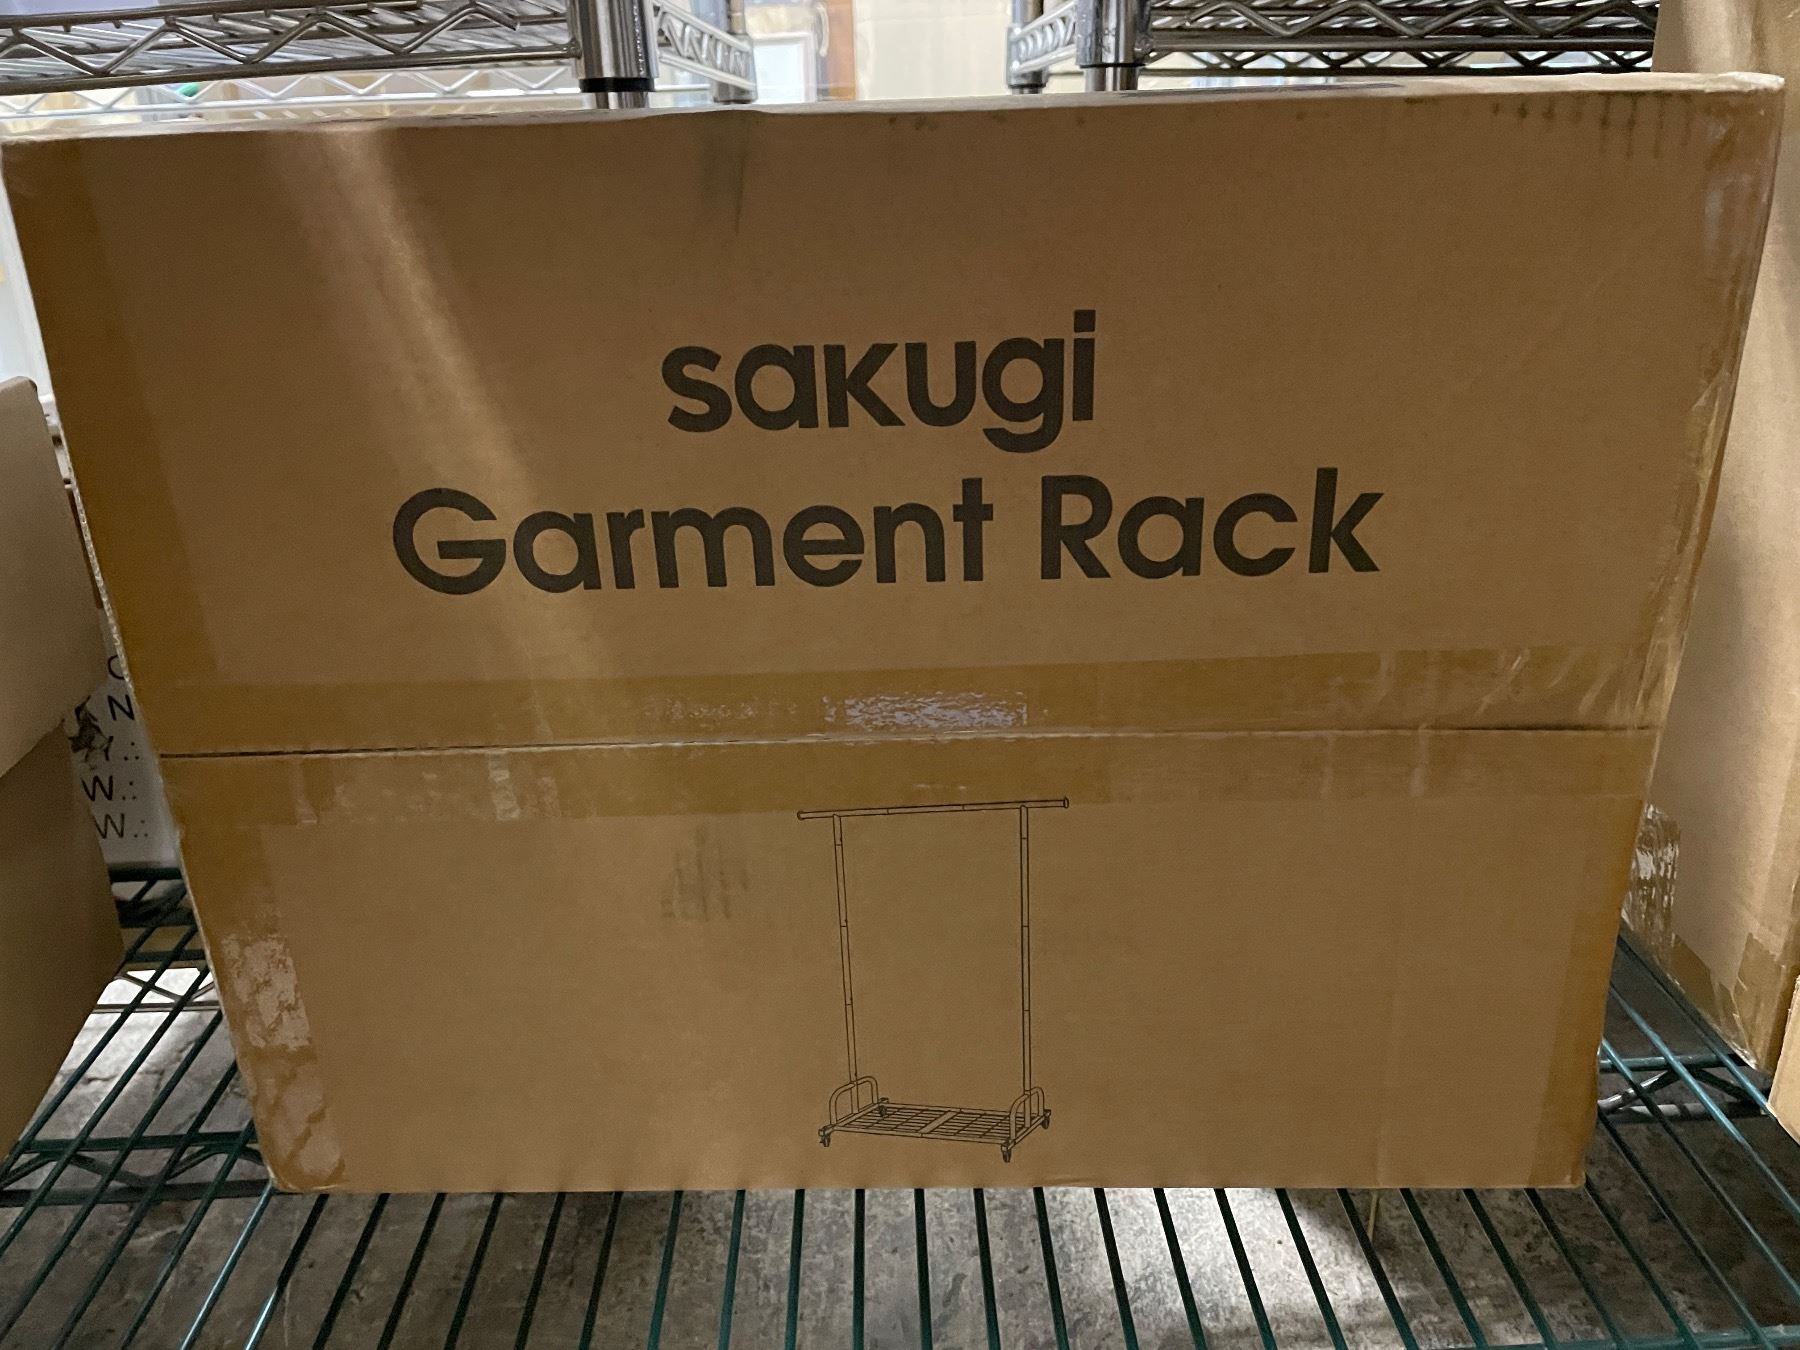 sakugi
Garment Rack
N
W.:
W.: